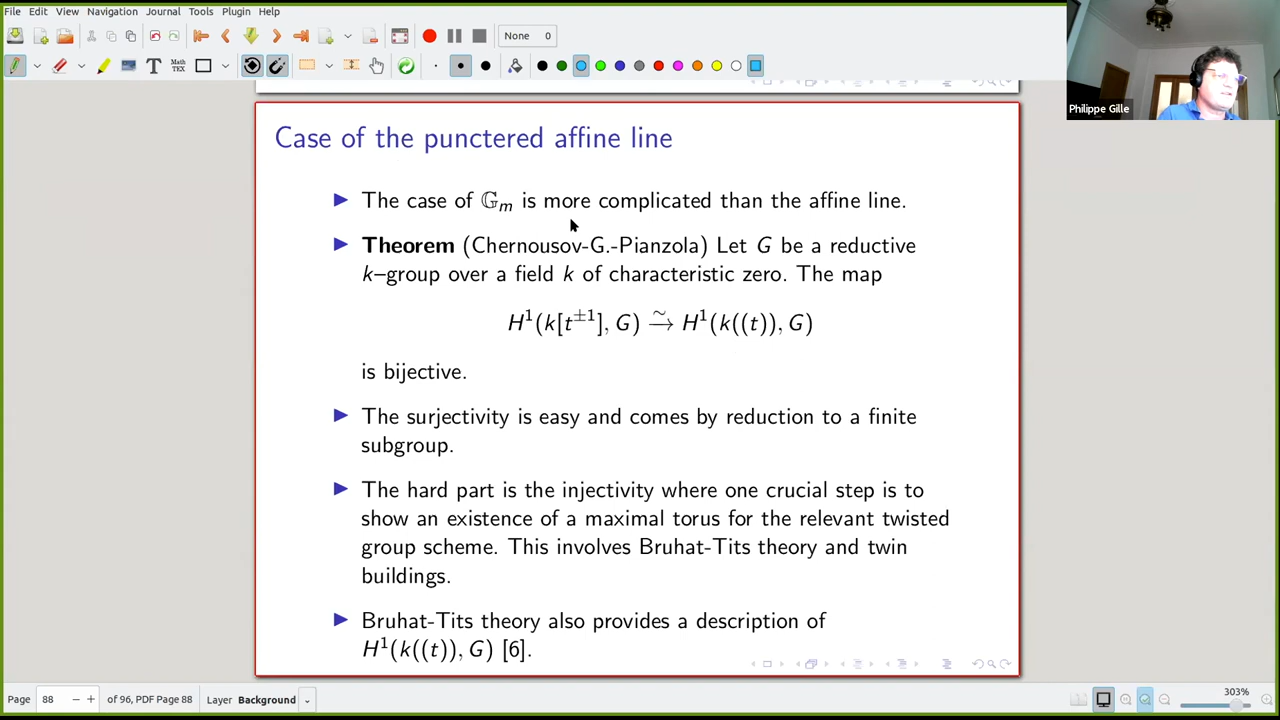 File Edit View Navigation Journal Tools Plugin Help
None 0
Math
TEX
T
Philippe Gille
Case of the punctered affine line
▶ The case of 𝔾ₘ is more complicated than the affine line.
▶ Theorem (Chernousov-G.-Pianzola) Let G be a reductive
k–group over a field k of characteristic zero. The map
H¹(k[t^{±1}], G) →̃ H¹(k((t)), G)
is bijective.
▶ The surjectivity is easy and comes by reduction to a finite
subgroup.
▶ The hard part is the injectivity where one crucial step is to
show an existence of a maximal torus for the relevant twisted
group scheme. This involves Bruhat-Tits theory and twin
buildings.
▶ Bruhat-Tits theory also provides a description of
H¹(k((t)), G) [6].
Page 88 − + of 96, PDF Page 88 Layer Background 303%